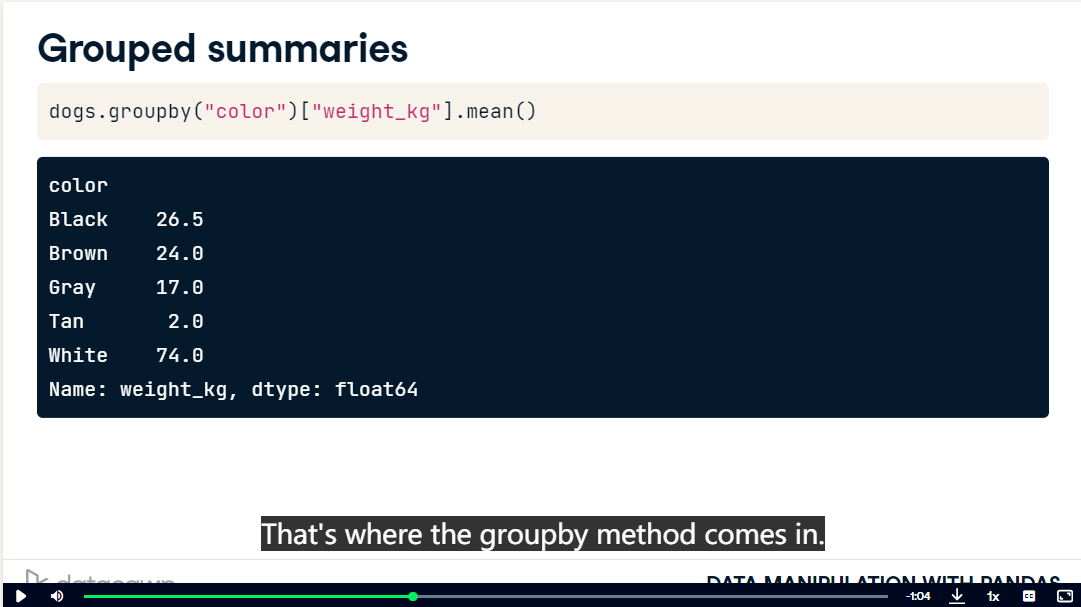 Grouped summaries
dogs.groupby("color")["weight_kg"].mean()
color
Black    26.5
Brown    24.0
Gray     17.0
Tan       2.0
White    74.0
Name: weight_kg, dtype: float64
That's where the groupby method comes in.
datacamp
DATA MANIPULATION WITH PANDAS
-1:04
1x
CC